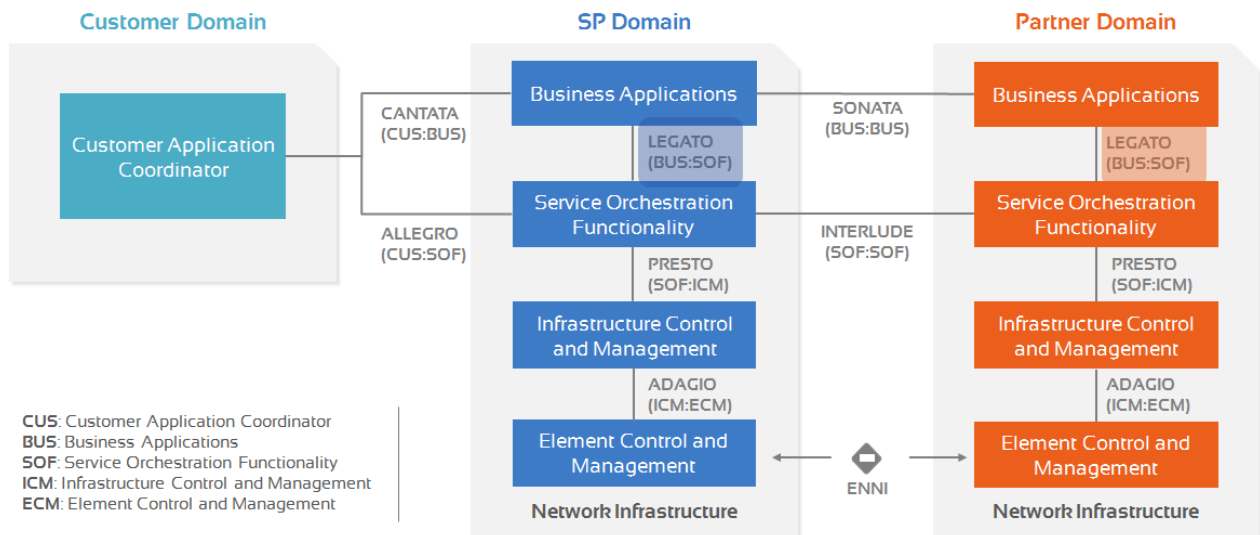 Customer Domain
SP Domain
Partner Domain
Customer Application
Coordinator
CANTATA
(CUS:BUS)
ALLEGRO
(CUS:SOF)
Business Applications
LEGATO
(BUS:SOF)
Service Orchestration
Functionality
PRESTO
(SOF:ICM)
Infrastructure Control
and Management
ADAGIO
(ICM:ECM)
Element Control and
Management
Network Infrastructure
SONATA
(BUS:BUS)
INTERLUDE
(SOF:SOF)
ENNI
Business Applications
LEGATO
(BUS:SOF)
Service Orchestration
Functionality
PRESTO
(SOF:ICM)
Infrastructure Control
and Management
ADAGIO
(ICM:ECM)
Element Control and
Management
Network Infrastructure
CUS: Customer Application Coordinator
BUS: Business Applications
SOF: Service Orchestration Functionality
ICM: Infrastructure Control and Management
ECM: Element Control and Management